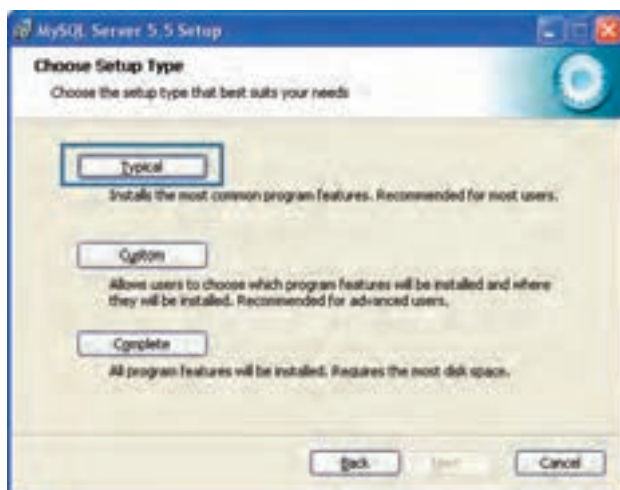 MySQL Server 5.5 Setup
Choose Setup Type
Choose the setup type that best suits your needs
Typical
Installs the most common program features. Recommended for most users.
Custom
Allows users to choose which program features will be installed and where
they will be installed. Recommended for advanced users.
Complete
All program features will be installed. Requires the most disk space.
Back
Next
Cancel